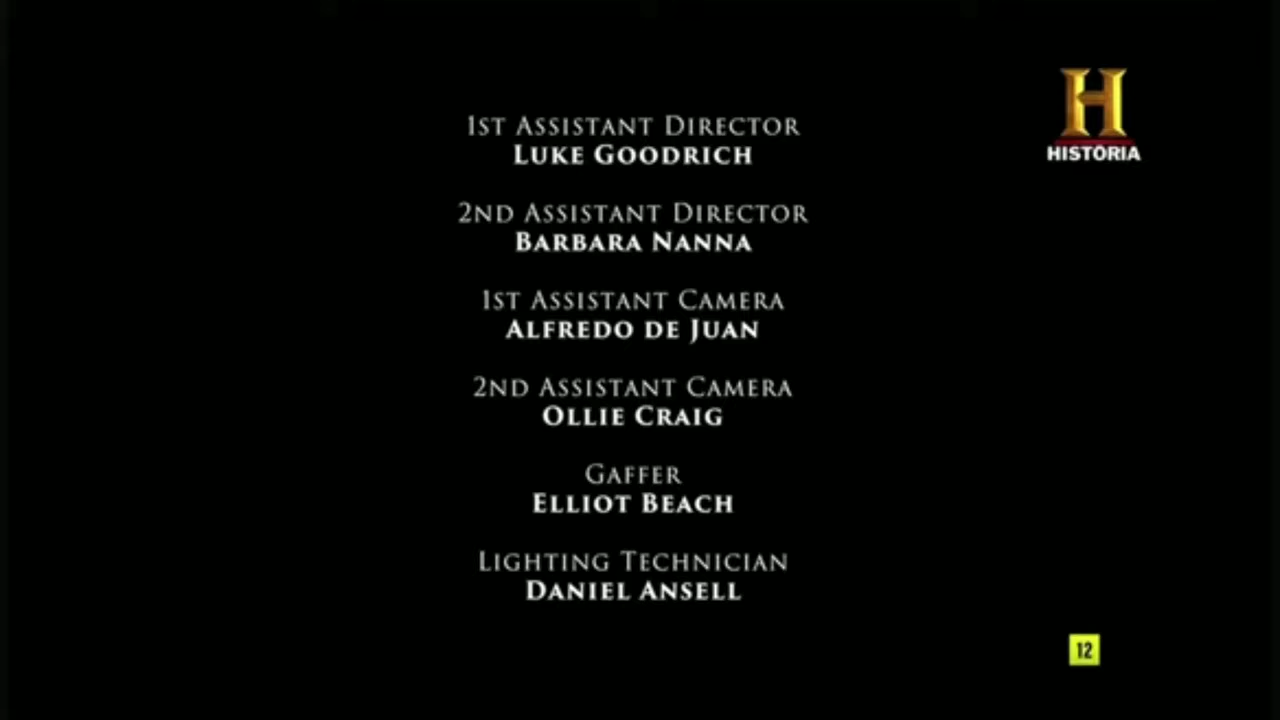 1ST ASSISTANT DIRECTOR
LUKE GOODRICH
2ND ASSISTANT DIRECTOR
BARBARA NANNA
1ST ASSISTANT CAMERA
ALFREDO DE JUAN
2ND ASSISTANT CAMERA
OLLIE CRAIG
GAFFER
ELLIOT BEACH
LIGHTING TECHNICIAN
DANIEL ANSELL
H
HISTORIA
12